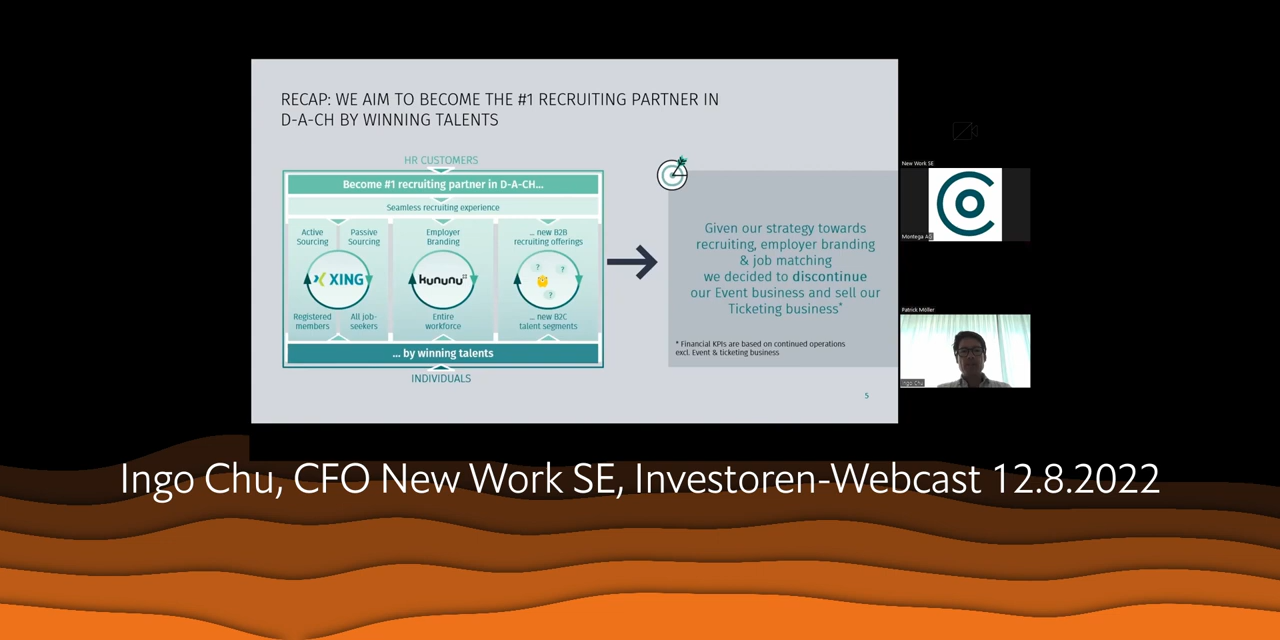 RECAP: WE AIM TO BECOME THE #1 RECRUITING PARTNER IN
D-A-CH BY WINNING TALENTS
HR CUSTOMERS
Become #1 recruiting partner in D-A-CH...
Seamless recruiting experience
Active
Sourcing
Passive
Sourcing
XING
Registered
members
All job-
seekers
Employer
Branding
kununu
Entire
workforce
... new B2B
recruiting offerings
?
?
?
... new B2C
talent segments
... by winning talents
INDIVIDUALS
Given our strategy towards
recruiting, employer branding
& job matching
we decided to discontinue
our Event business and sell our
Ticketing business*
* Financial KPIs are based on continued operations
excl. Event & ticketing business
5
New Work SE
Montega AG
Patrick Möller
Ingo Chu
Ingo Chu, CFO New Work SE, Investoren-Webcast 12.8.2022